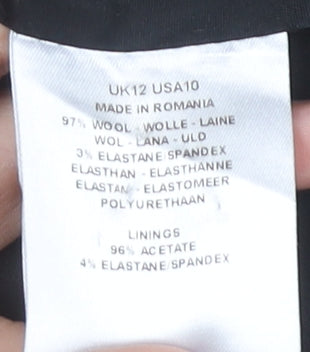 UK12 USA10
MADE IN ROMANIA
97% WOOL - WOLLE - LAINE
WOL - LANA - ULD
3% ELASTANE/SPANDEX
ELASTHAN - ELASTHANNE
ELASTAN - ELASTOMEER
POLYURETHAAN
LININGS
96% ACETATE
4% ELASTANE/SPANDEX